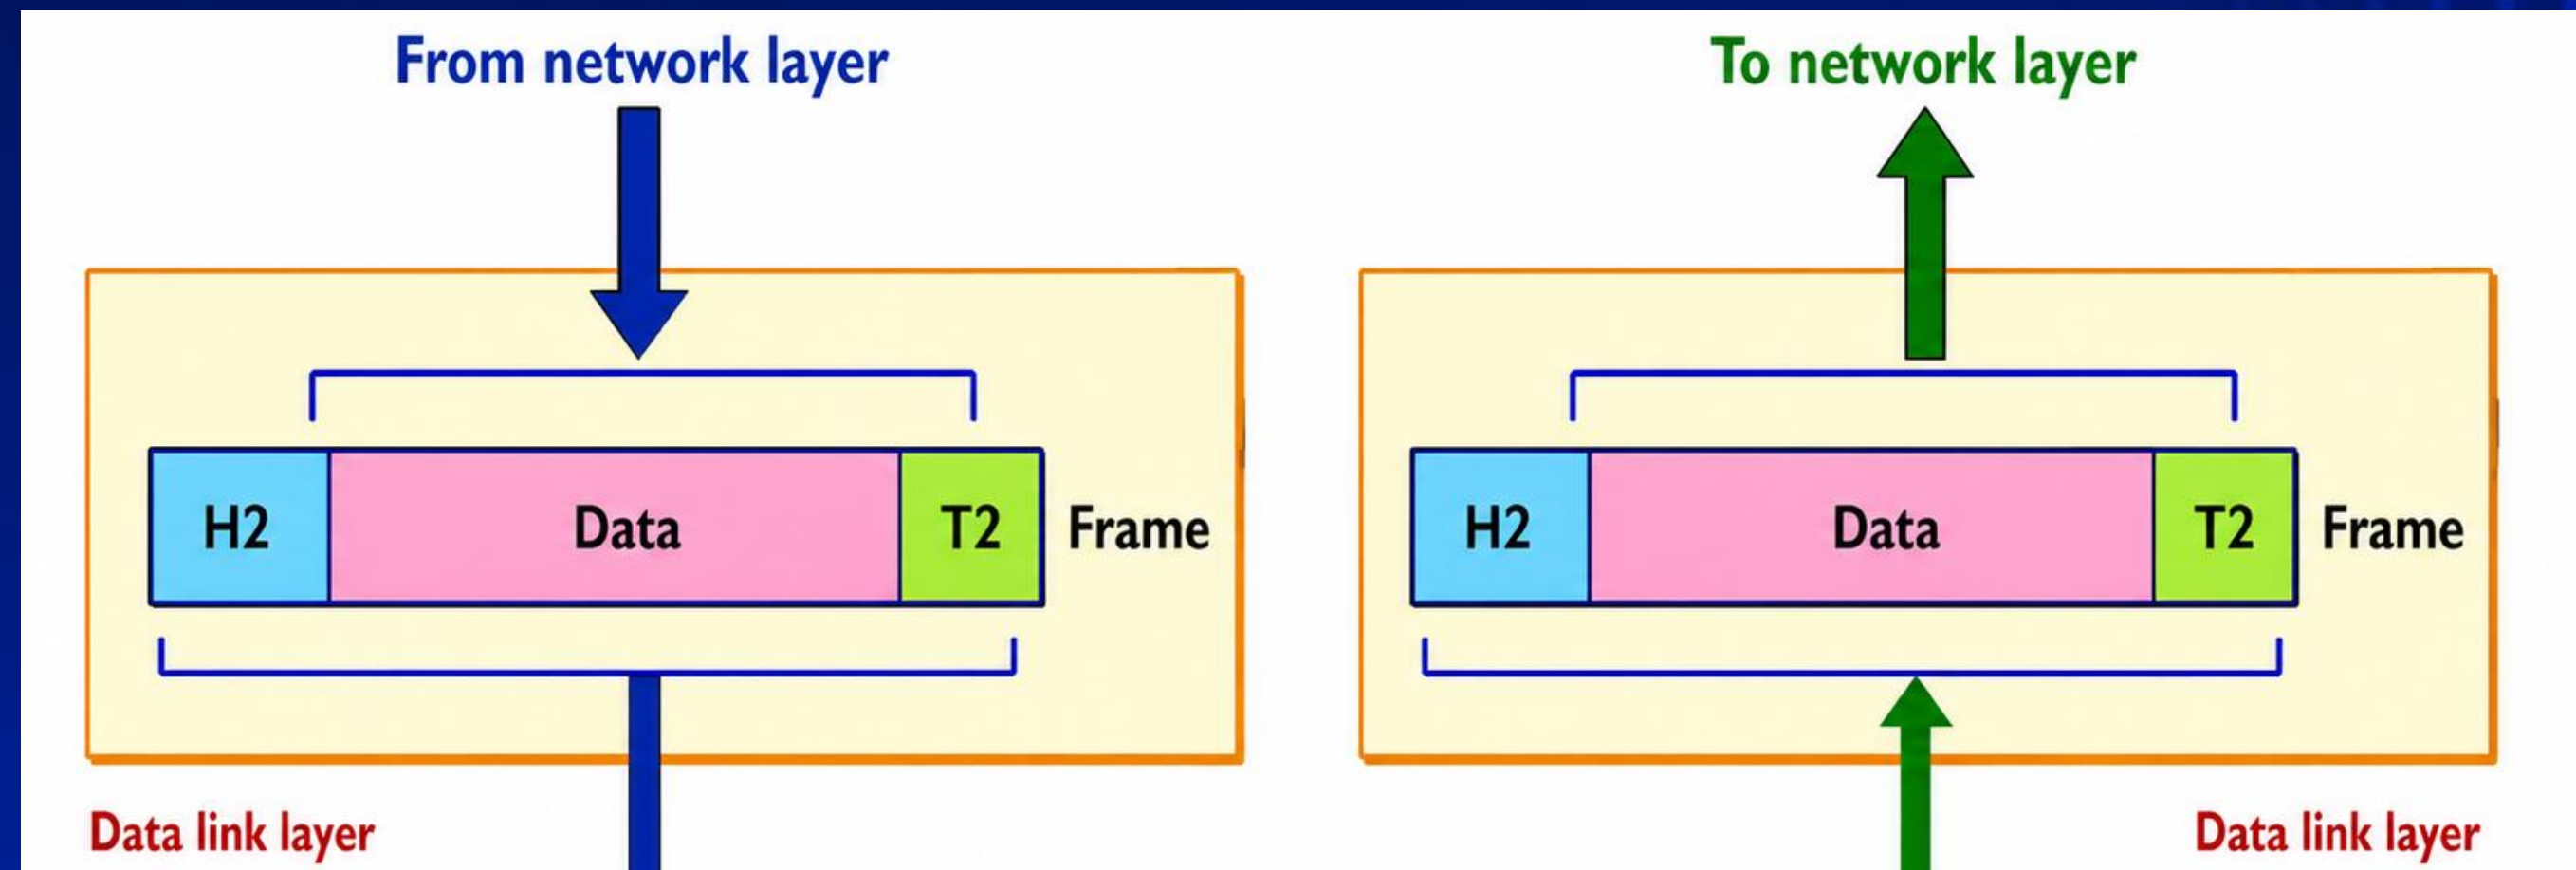 From network layer
To network layer
H2 Data T2 Frame
H2 Data T2 Frame
Data link layer
Data link layer